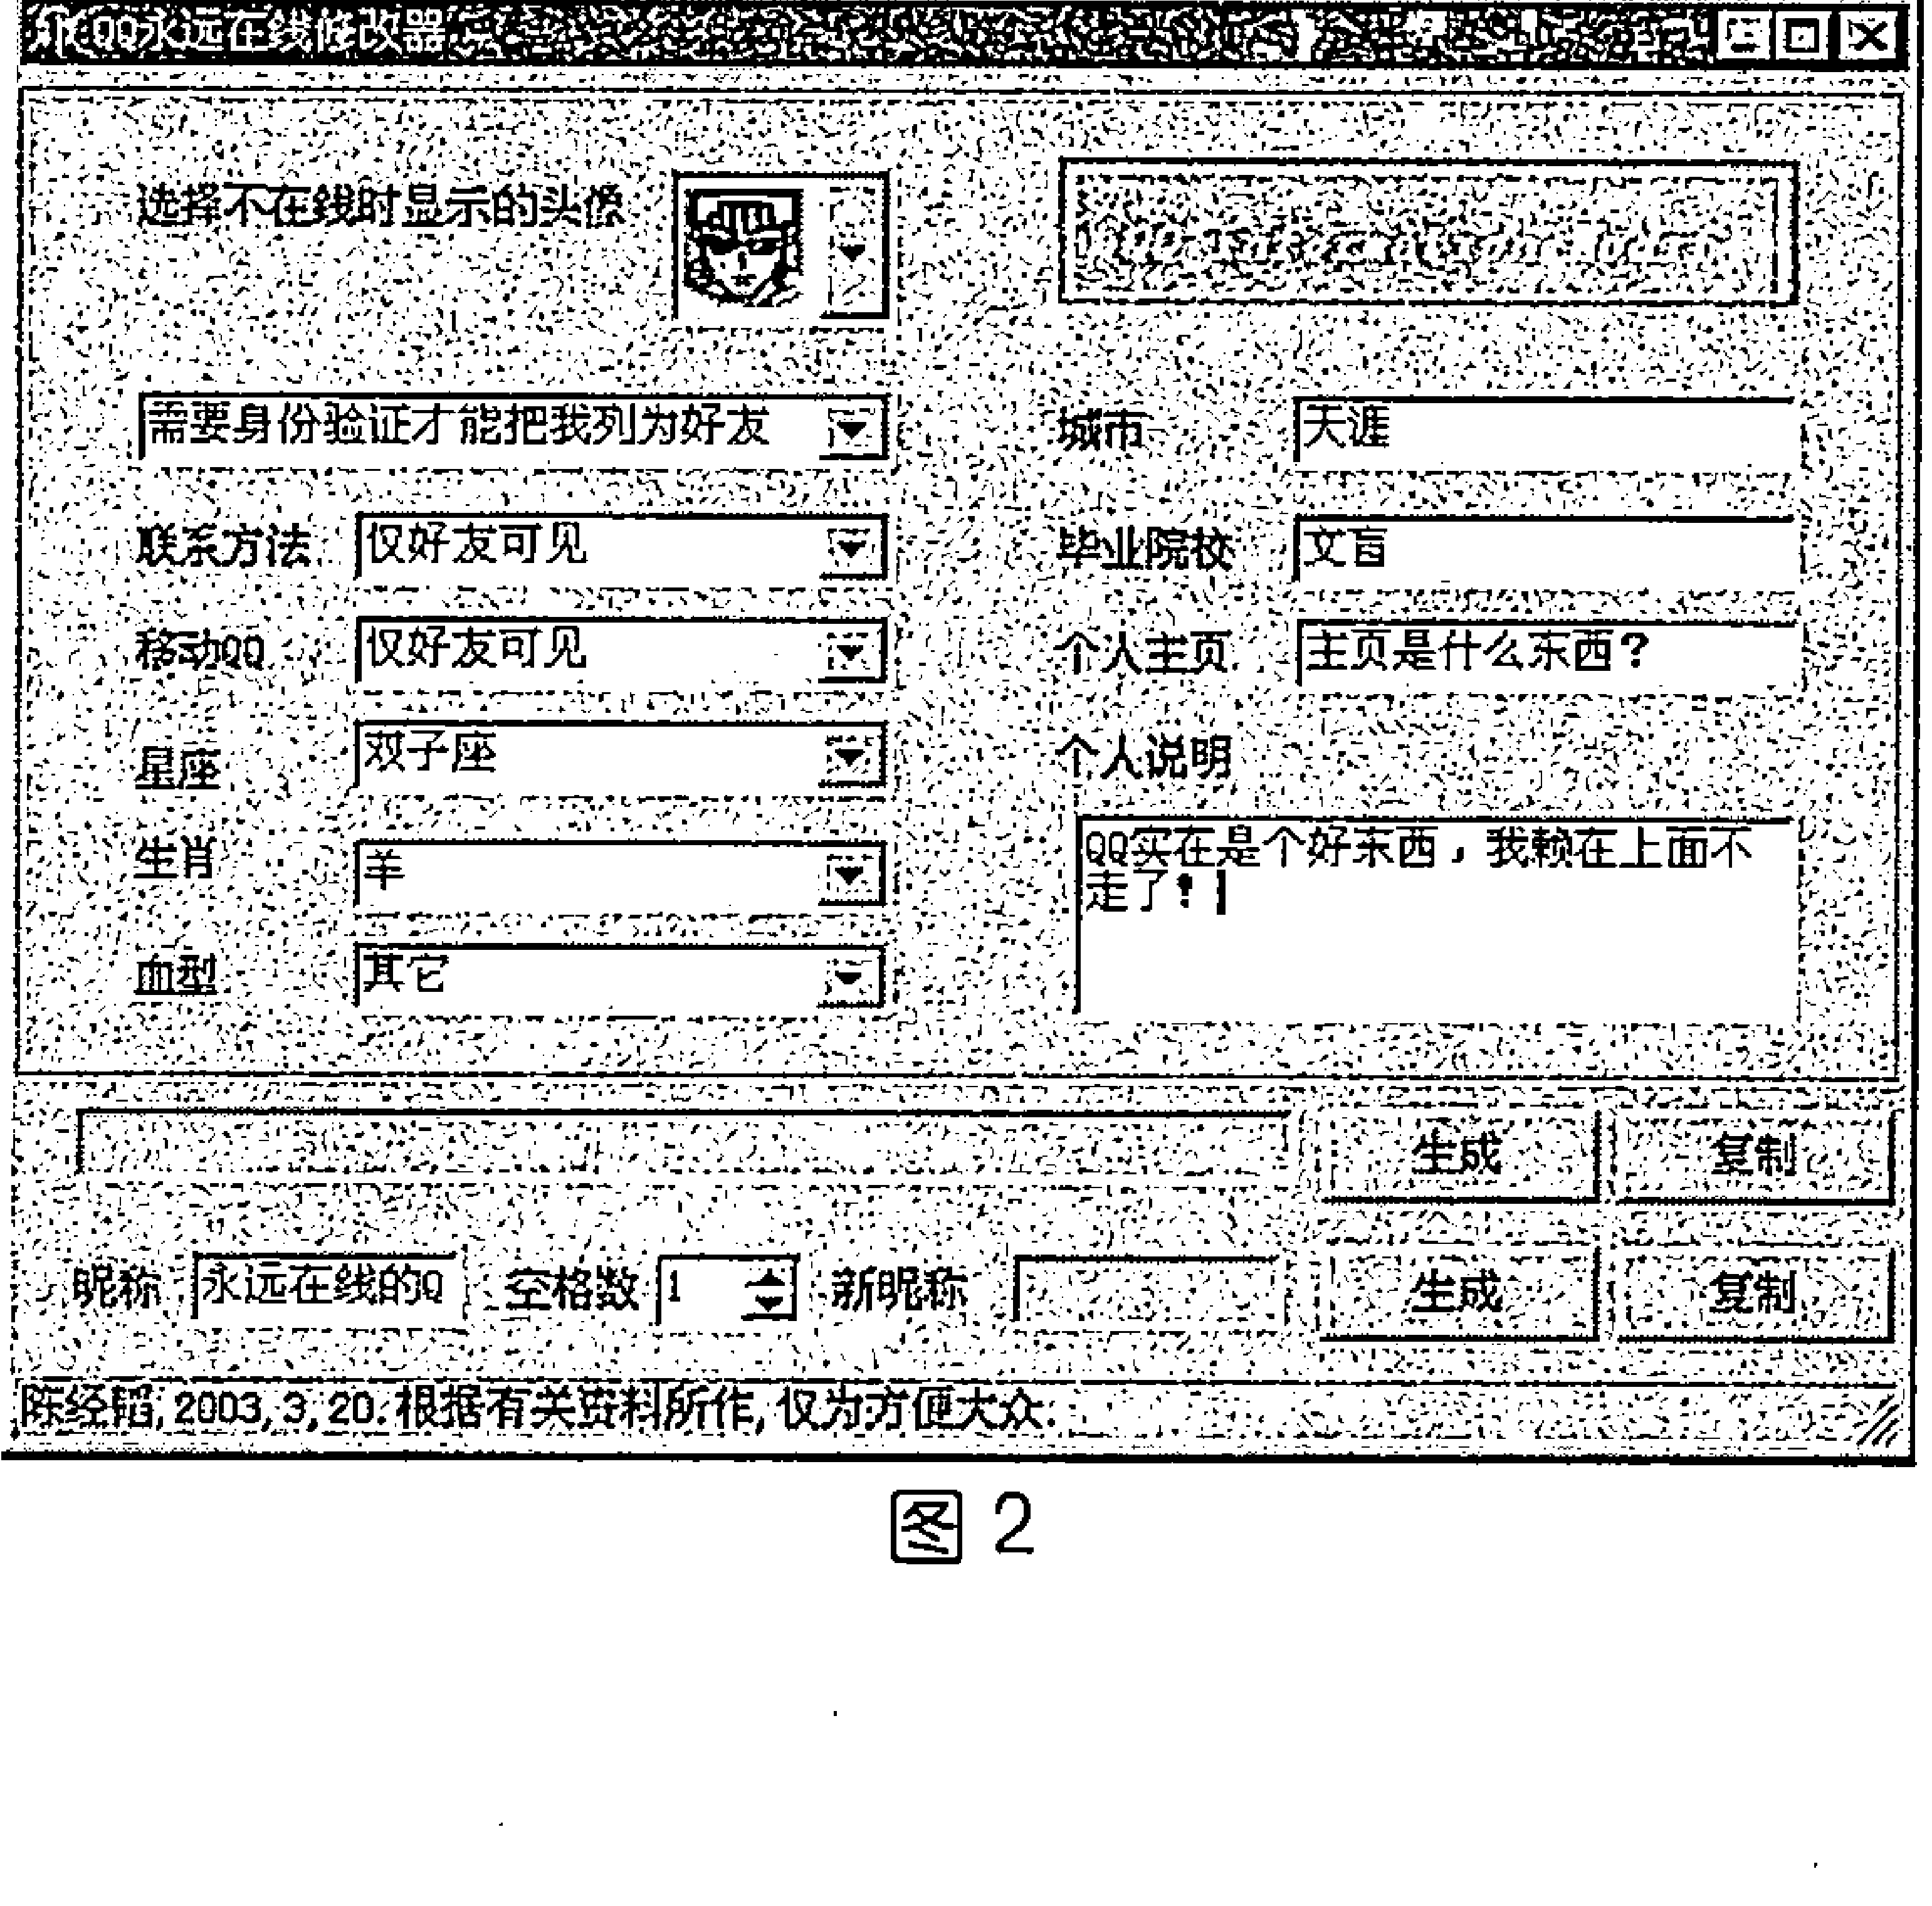 QQ永远在线修改器
选择不在线时显示的头像
需要身份验证才能把我列为好友
城市 天涯
联系方法 仅好友可见
毕业院校 文盲
移动QQ 仅好友可见
个人主页 主页是什么东西?
星座 双子座
个人说明
生肖 羊
QQ实在是个好东西，我赖在上面不
走了!
血型 其它
生成 复制
昵称 永远在线的Q 空格数 1 新昵称 生成 复制
陈经韬,2003,3,20.根据有关资料所作,仅为方便大众.
图 2